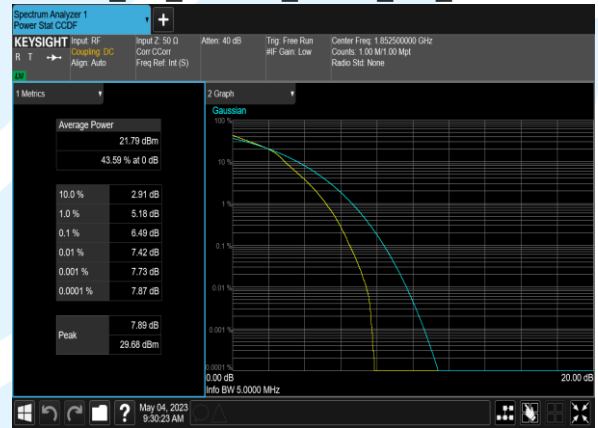 Spectrum Analyzer 1
Power Stat CCDF
+
KEYSIGHT
R T
LW
Input: RF
Coupling: DC
Align: Auto
Input Z: 50 Ω
Corr CCorr
Freq Ref: Int (S)
Atten: 40 dB
Trig: Free Run
#IF Gain: Low
Center Freq: 1.852500000 GHz
Counts: 1.00 M/1.00 Mpt
Radio Std: None
1 Metrics
Average Power
21.79 dBm
43.59 % at 0 dB
10.0 % 2.91 dB
1.0 % 5.18 dB
0.1 % 6.49 dB
0.01 % 7.42 dB
0.001 % 7.73 dB
0.0001 % 7.87 dB
Peak
7.89 dB
29.68 dBm
2 Graph
Gaussian
100 %
10 %
1 %
0.1 %
0.01 %
0.001 %
0.0001 %
0.00 dB 20.00 dB
Info BW 5.0000 MHz
?
May 04, 2023
9:30:23 AM